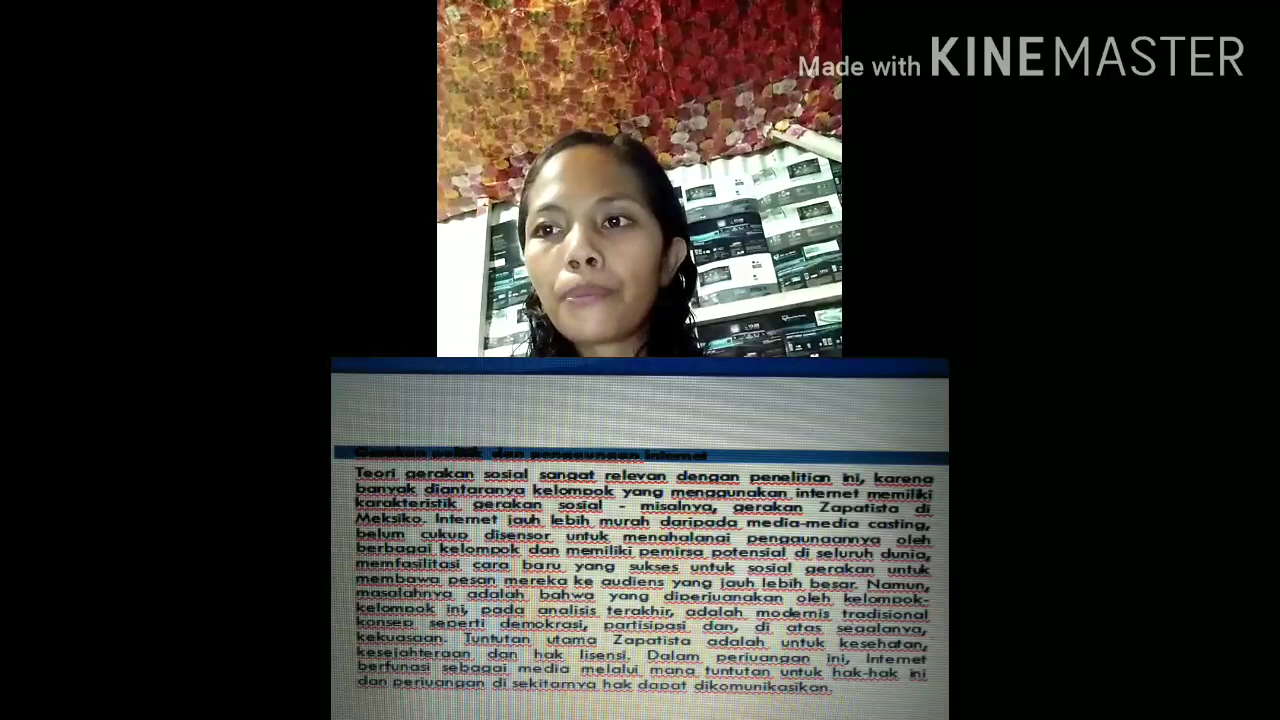 Made with KINEMASTER
Gerakan politik dan penggunaan internet
Teori gerakan sosial sangat relevan dengan penelitian ini, karena
banyak diantaranya kelompok yang menggunakan internet memiliki
karakteristik gerakan sosial - misalnya, gerakan Zapatista di
Meksiko. Internet jauh lebih murah daripada media-media casting,
belum cukup disensor untuk menghalangi penggunaannya oleh
berbagai kelompok dan memiliki pemirsa potensial di seluruh dunia,
memfasilitasi cara baru yang sukses untuk sosial gerakan untuk
membawa pesan mereka ke audiens yang jauh lebih besar. Namun,
masalahnya adalah bahwa yang diperjuangkan oleh kelompok-
kelompok ini, pada analisis terakhir, adalah modernis tradisional
konsep seperti demokrasi, partisipasi dan, di atas segalanya,
kekuasaan. Tuntutan utama Zapatista adalah untuk kesehatan,
kesejahteraan dan hak lisensi. Dalam perjuangan ini, Internet
berfungsi sebagai media melalui mana tuntutan untuk hak-hak ini
dan perjuangan di sekitarnya hak dapat dikomunikasikan.